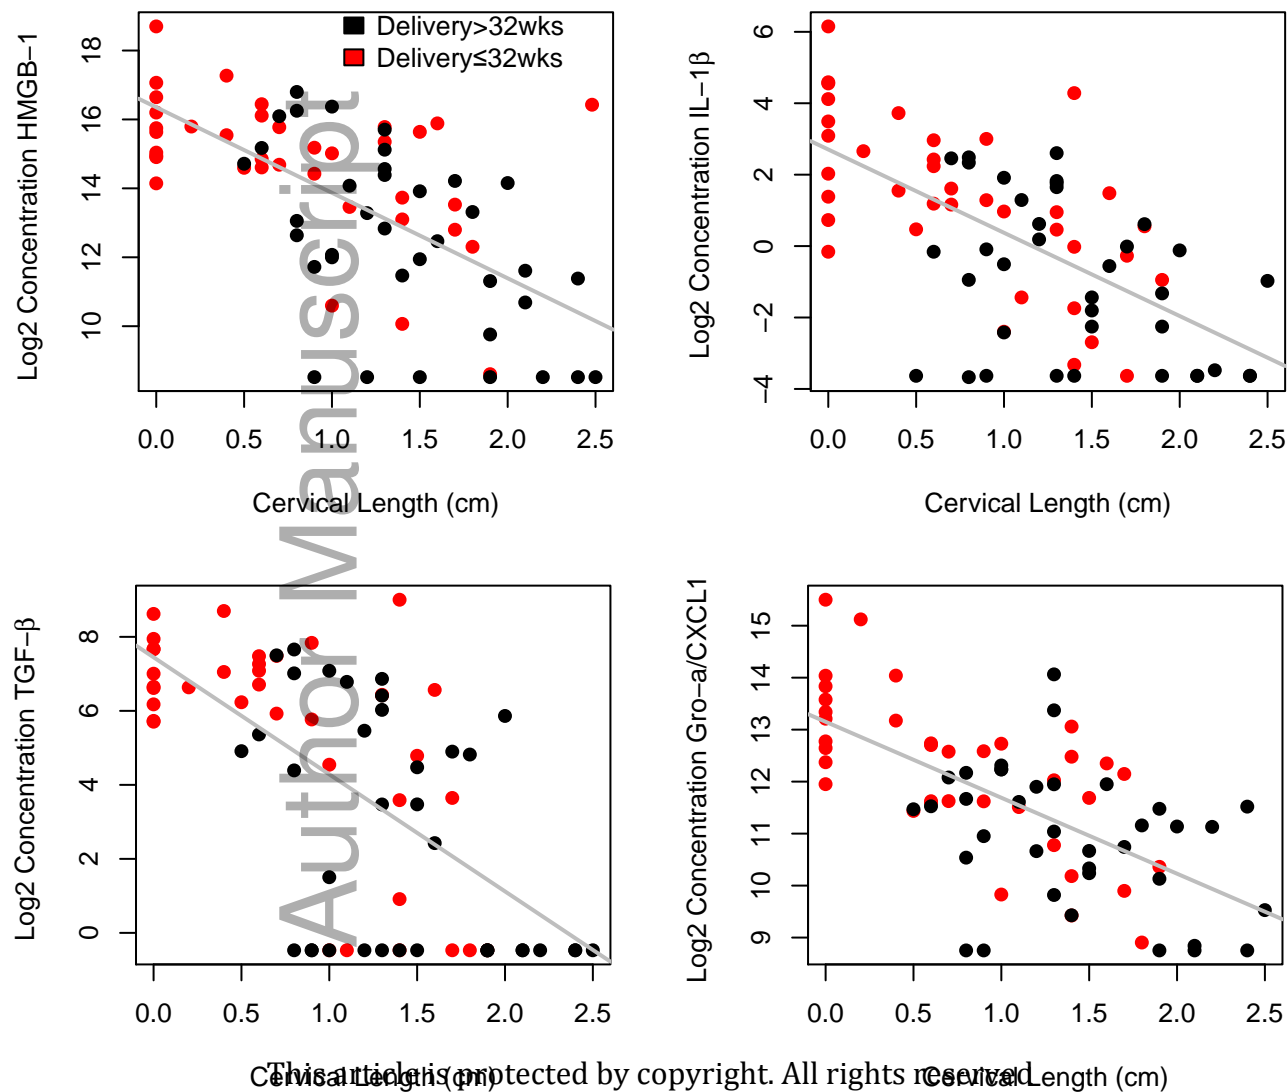 Delivery>32wks
Delivery≤32wks
Log2 Concentration HMGB−1
18
16
14
12
10
0.0 0.5 1.0 1.5 2.0 2.5
Cervical Length (cm)
Log2 Concentration IL−1β
6
4
2
0
−2
−4
0.0 0.5 1.0 1.5 2.0 2.5
Cervical Length (cm)
Log2 Concentration TGF−β
8
6
4
2
0
0.0 0.5 1.0 1.5 2.0 2.5
Cervical Length (cm)
Log2 Concentration Gro−a/CXCL1
15
14
13
12
11
10
9
0.0 0.5 1.0 1.5 2.0 2.5
Cervical Length (cm)
Author Manuscript
This article is protected by copyright. All rights reserved